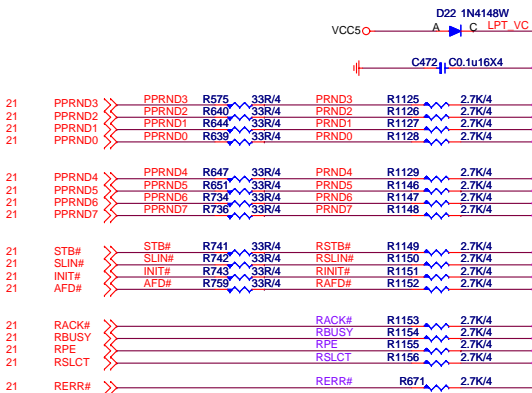 D22 1N4148W
VCC5 A C LPT_VC
C472 C0.1u16X4
21 PPRND3 PPRND3 R575 33R/4 PRND3 R1125 2.7K/4
21 PPRND2 PPRND2 R640 33R/4 PRND2 R1126 2.7K/4
21 PPRND1 PPRND1 R644 33R/4 PRND1 R1127 2.7K/4
21 PPRND0 PPRND0 R639 33R/4 PRND0 R1128 2.7K/4
21 PPRND4 PPRND4 R647 33R/4 PRND4 R1129 2.7K/4
21 PPRND5 PPRND5 R651 33R/4 PRND5 R1146 2.7K/4
21 PPRND6 PPRND6 R734 33R/4 PRND6 R1147 2.7K/4
21 PPRND7 PPRND7 R736 33R/4 PRND7 R1148 2.7K/4
21 STB# STB# R741 33R/4 RSTB# R1149 2.7K/4
21 SLIN# SLIN# R742 33R/4 RSLIN# R1150 2.7K/4
21 INIT# INIT# R743 33R/4 RINIT# R1151 2.7K/4
21 AFD# AFD# R759 33R/4 RAFD# R1152 2.7K/4
21 RACK# RACK# R1153 2.7K/4
21 RBUSY RBUSY R1154 2.7K/4
21 RPE RPE R1155 2.7K/4
21 RSLCT RSLCT R1156 2.7K/4
21 RERR# RERR# R671 2.7K/4